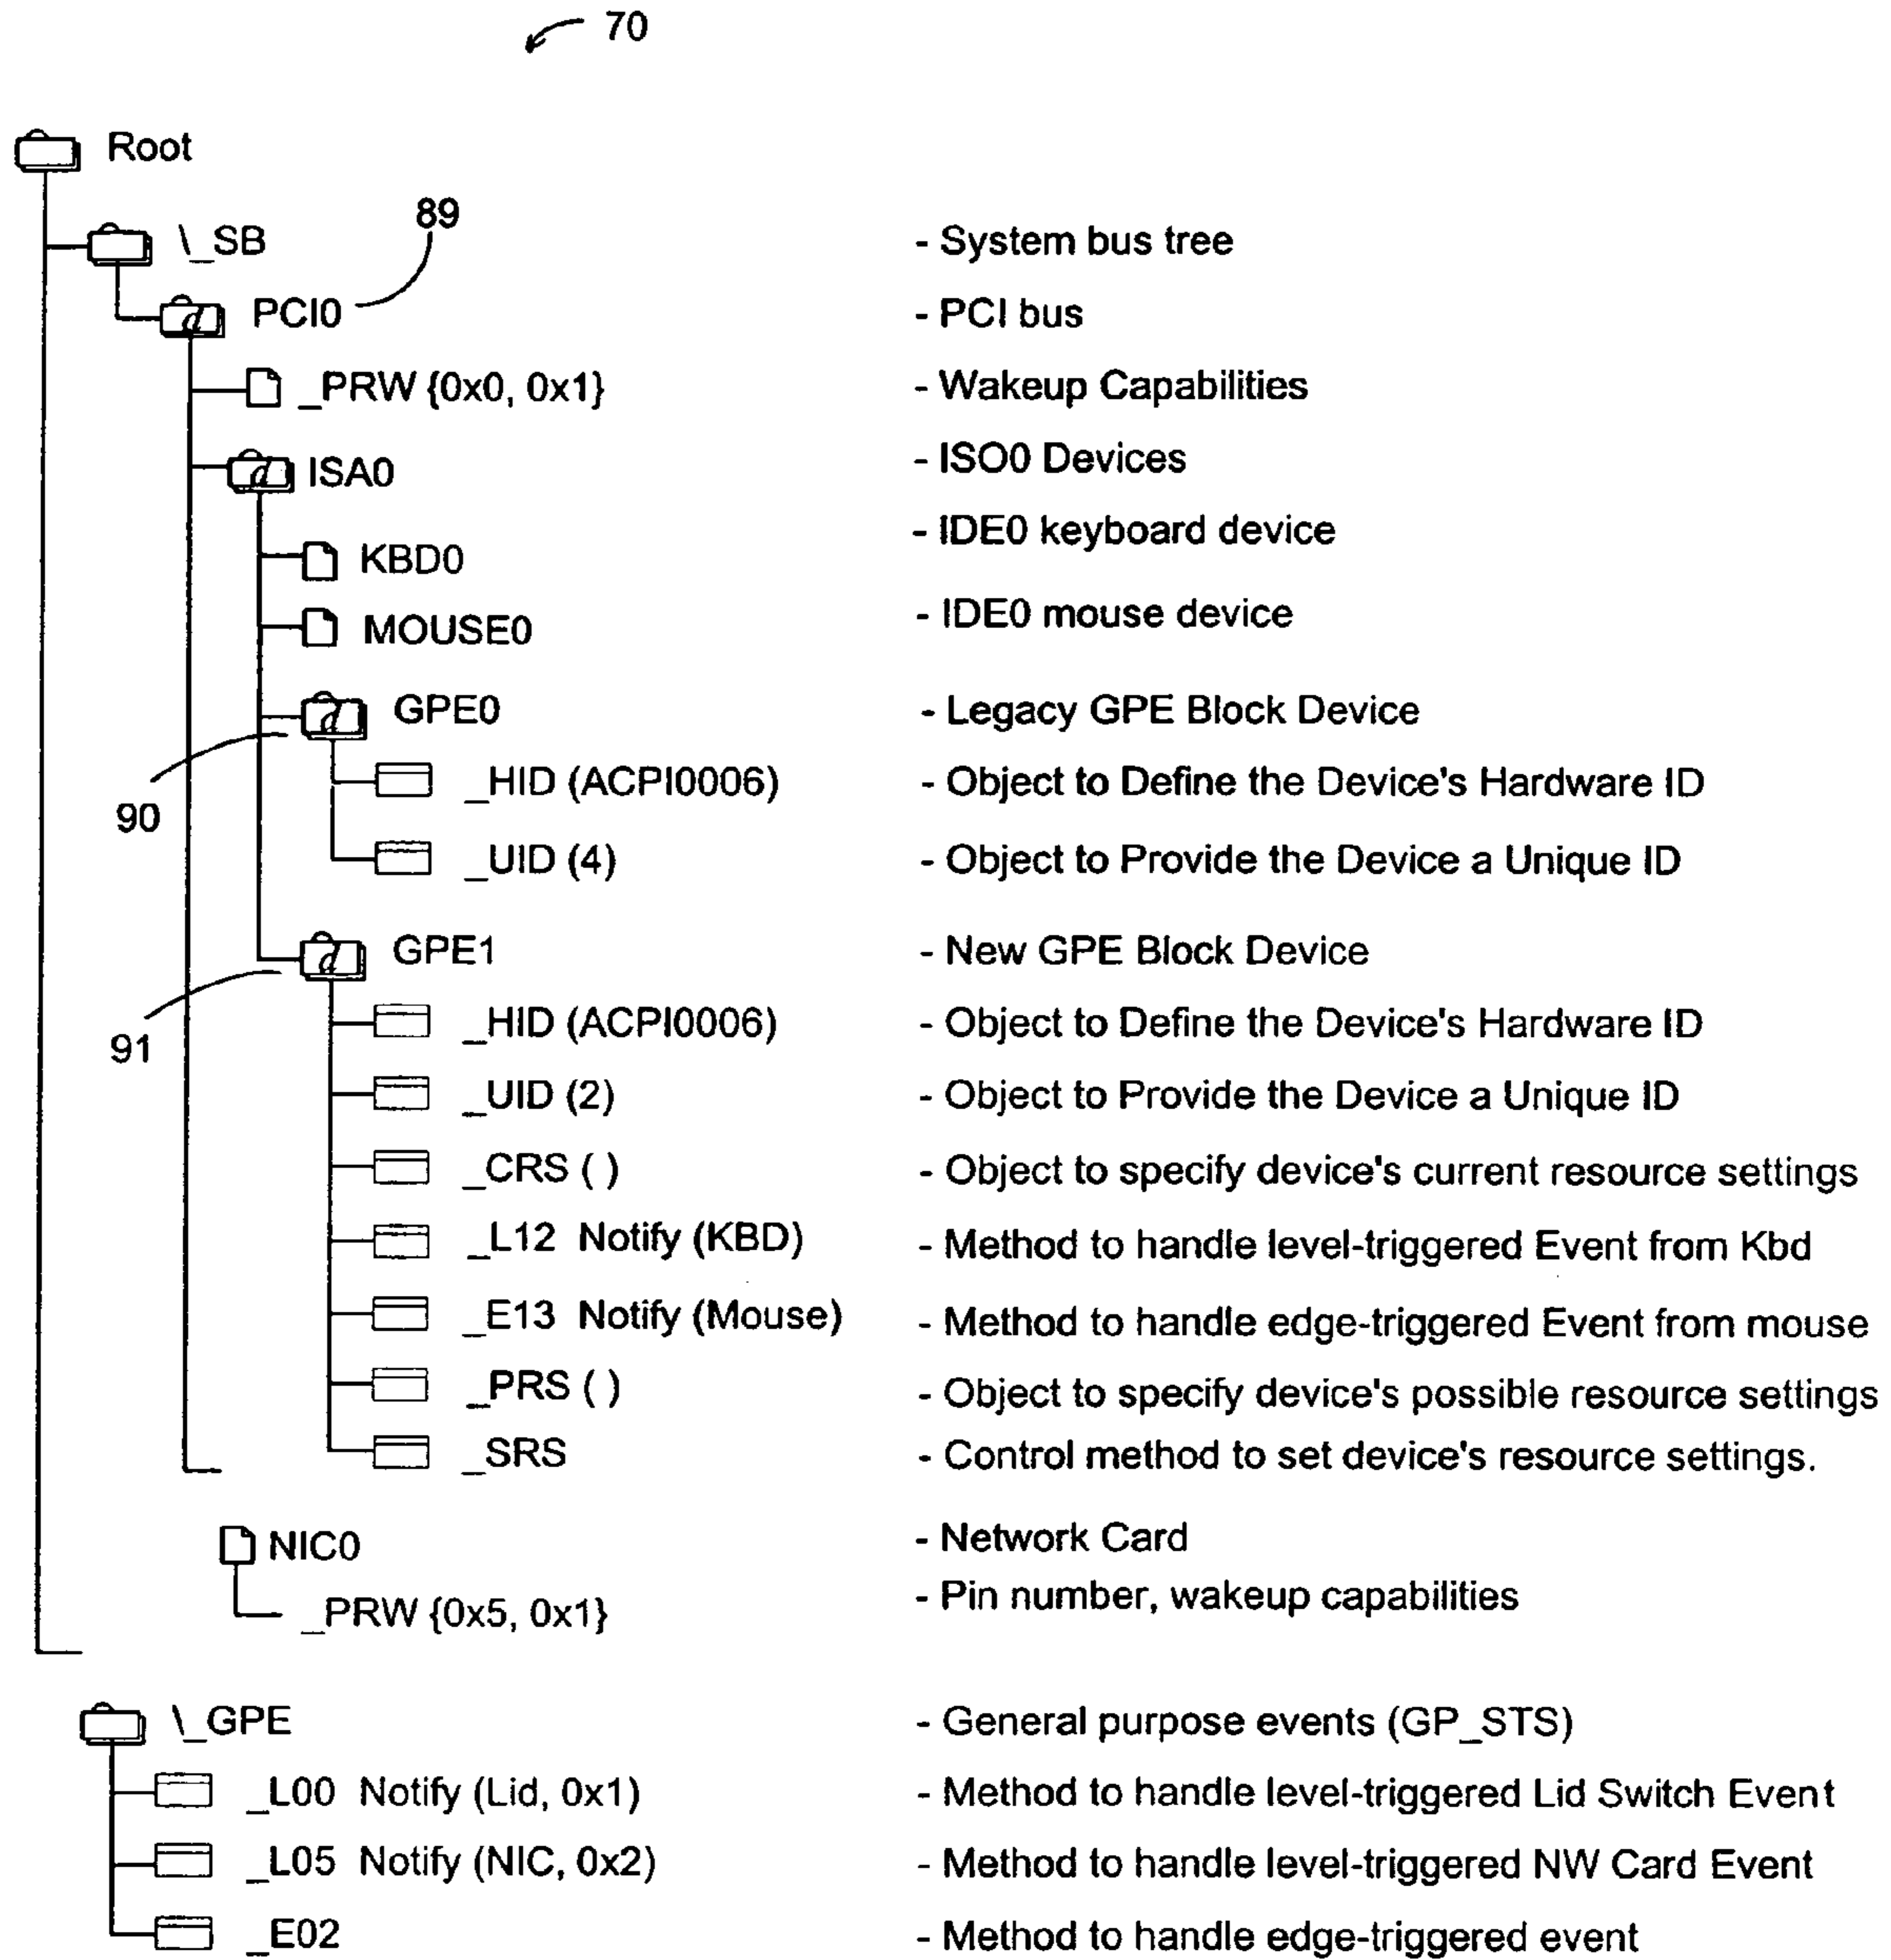 70
Root
\_SB - System bus tree
89
PCI0 - PCI bus
_PRW {0x0, 0x1} - Wakeup Capabilities
ISA0 - ISO0 Devices
KBD0 - IDE0 keyboard device
MOUSE0 - IDE0 mouse device
GPE0 - Legacy GPE Block Device
90
_HID (ACPI0006) - Object to Define the Device's Hardware ID
_UID (4) - Object to Provide the Device a Unique ID
GPE1 - New GPE Block Device
91
_HID (ACPI0006) - Object to Define the Device's Hardware ID
_UID (2) - Object to Provide the Device a Unique ID
_CRS ( ) - Object to specify device's current resource settings
_L12 Notify (KBD) - Method to handle level-triggered Event from Kbd
_E13 Notify (Mouse) - Method to handle edge-triggered Event from mouse
_PRS ( ) - Object to specify device's possible resource settings
_SRS - Control method to set device's resource settings.
NIC0 - Network Card
_PRW {0x5, 0x1} - Pin number, wakeup capabilities
\_GPE - General purpose events (GP_STS)
_L00 Notify (Lid, 0x1) - Method to handle level-triggered Lid Switch Event
_L05 Notify (NIC, 0x2) - Method to handle level-triggered NW Card Event
_E02 - Method to handle edge-triggered event